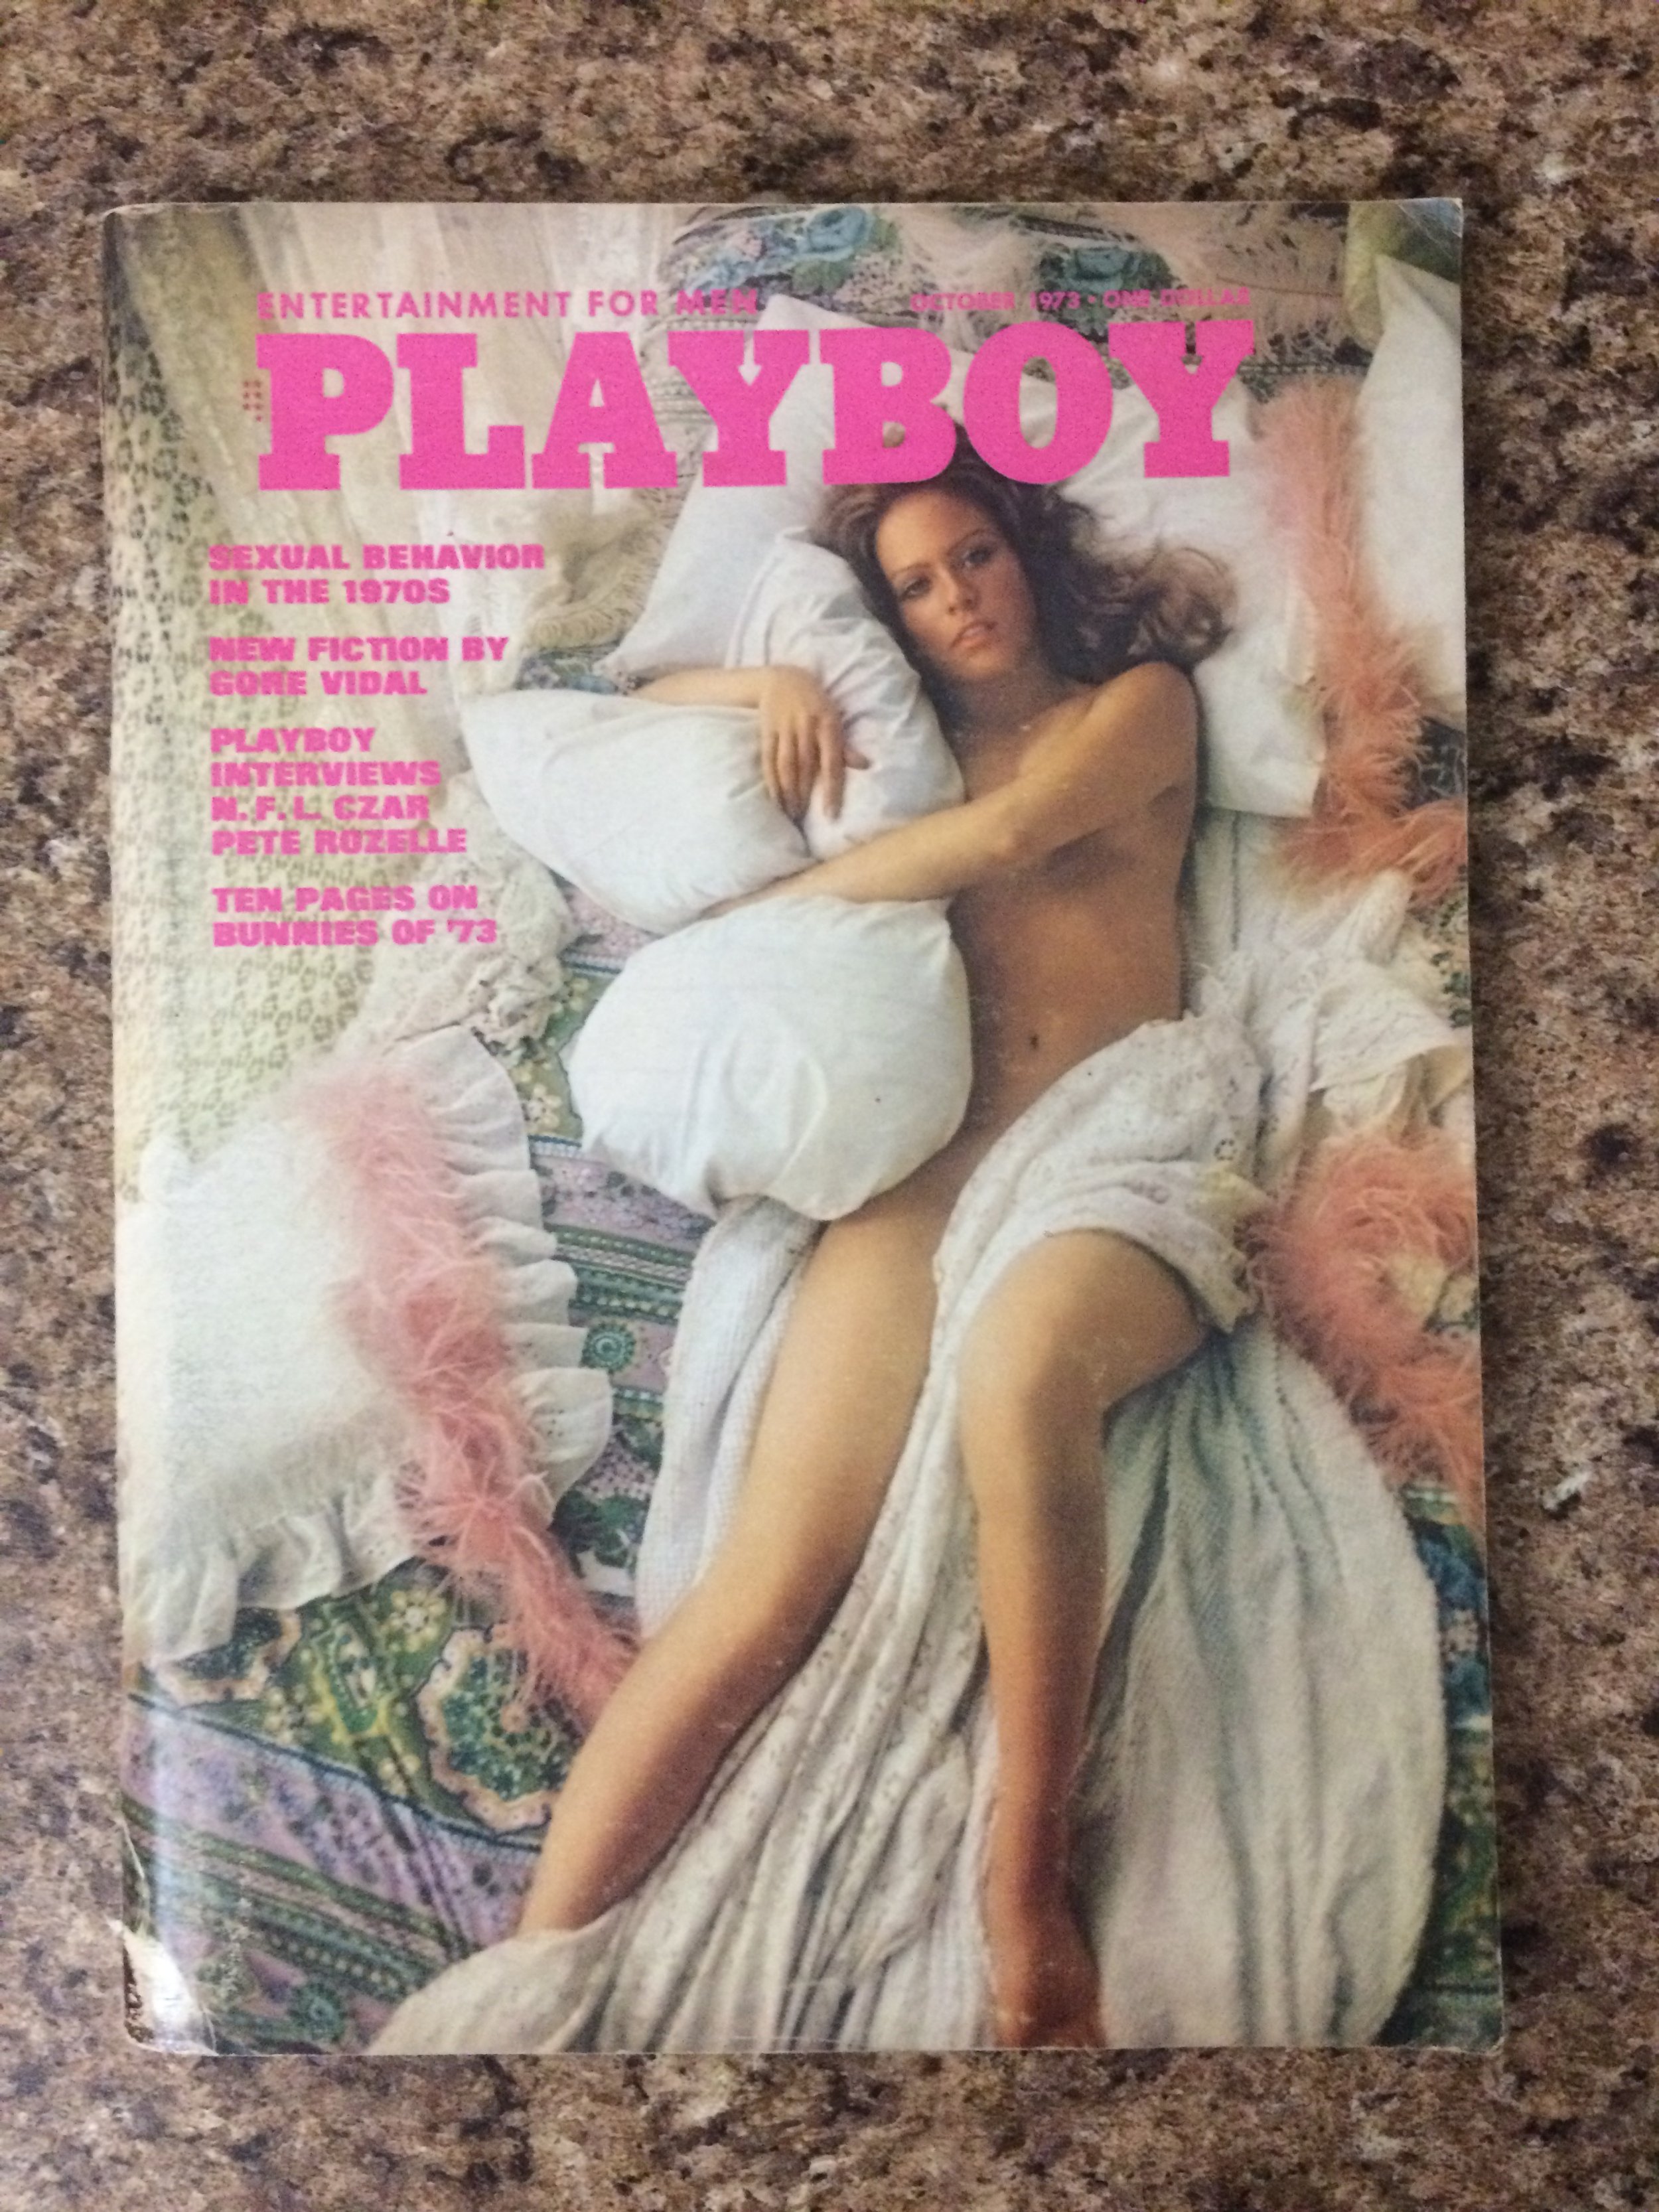 ENTERTAINMENT FOR MEN
OCTOBER 1973 • ONE DOLLAR
PLAYBOY
SEXUAL BEHAVIOR
IN THE 1970S
NEW FICTION BY
GORE VIDAL
PLAYBOY
INTERVIEWS
N.F.L. CZAR
PETE ROZELLE
TEN PAGES ON
BUNNIES OF '73